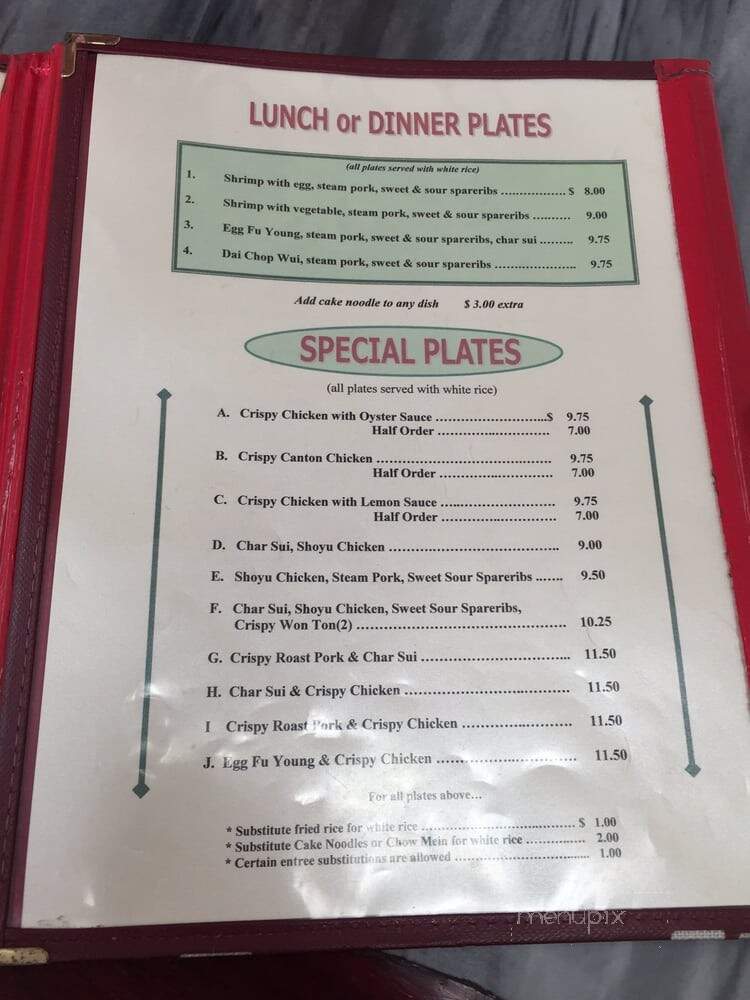 LUNCH or DINNER PLATES
(all plates served with white rice)
1. Shrimp with egg, steam pork, sweet & sour spareribs .................. $ 8.00
2. Shrimp with vegetable, steam pork, sweet & sour spareribs ........... 9.00
3. Egg Fu Young, steam pork, sweet & sour spareribs, char sui ......... 9.75
4. Dai Chop Wui, steam pork, sweet & sour spareribs ...................... 9.75
Add cake noodle to any dish $ 3.00 extra
SPECIAL PLATES
(all plates served with white rice)
A. Crispy Chicken with Oyster Sauce ............................$ 9.75
Half Order ............................ 7.00
B. Crispy Canton Chicken ............................................ 9.75
Half Order ............................ 7.00
C. Crispy Chicken with Lemon Sauce ............................. 9.75
Half Order ............................. 7.00
D. Char Sui, Shoyu Chicken ........................................... 9.00
E. Shoyu Chicken, Steam Pork, Sweet Sour Spareribs ....... 9.50
F. Char Sui, Shoyu Chicken, Sweet Sour Spareribs,
Crispy Won Ton(2) ..................................................... 10.25
G. Crispy Roast Pork & Char Sui ...................................... 11.50
H. Char Sui & Crispy Chicken .......................................... 11.50
I Crispy Roast Pork & Crispy Chicken ............................ 11.50
J. Egg Fu Young & Crispy Chicken ................................... 11.50
For all plates above...
* Substitute fried rice for white rice ....................................... $ 1.00
* Substitute Cake Noodles or Chow Mein for white rice ............... 2.00
* Certain entree substitutions are allowed .................................. 1.00
menupix